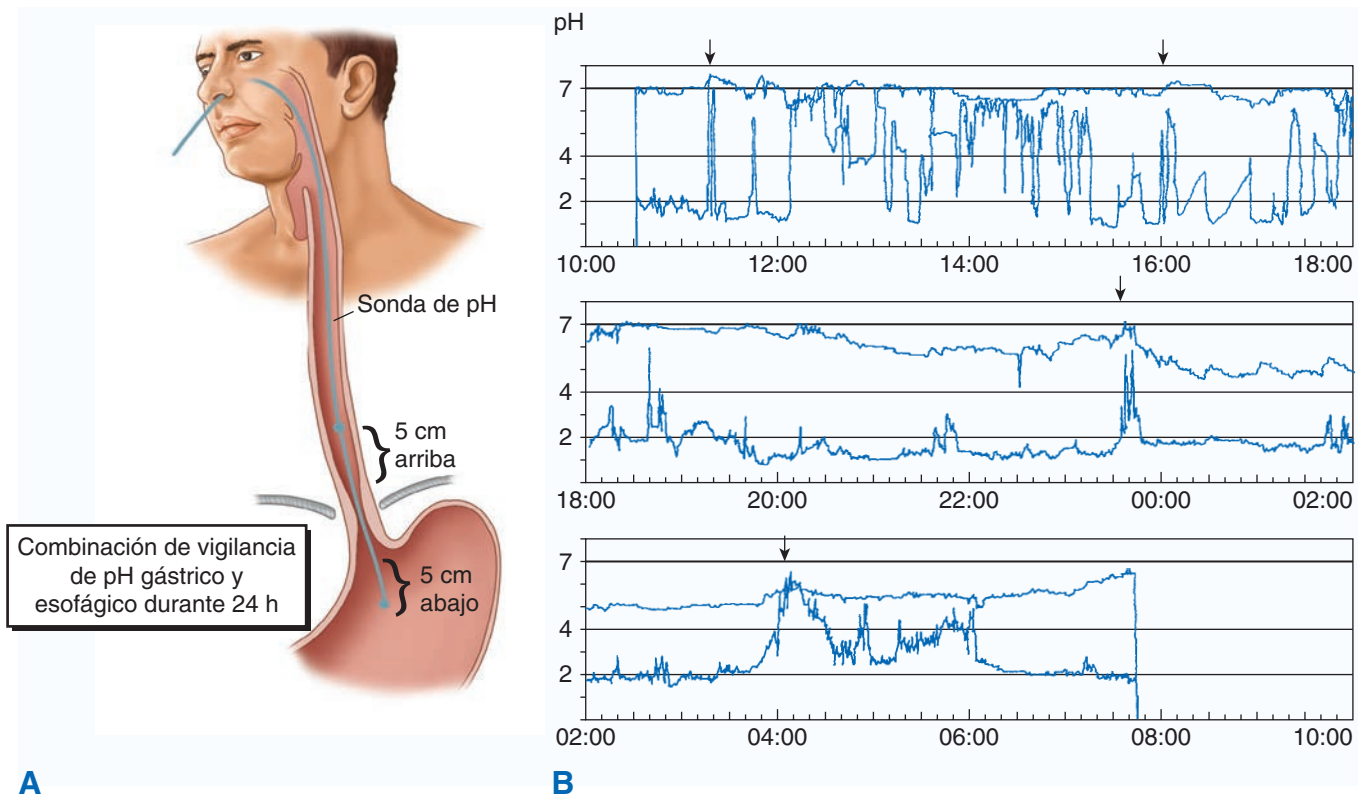 Sonda de pH
5 cm
arriba
Combinación de vigilancia
de pH gástrico y
esofágico durante 24 h
5 cm
abajo
A
pH
7
4
2
10:00 12:00 14:00 16:00 18:00
7
4
2
18:00 20:00 22:00 00:00 02:00
7
4
2
02:00 04:00 06:00 08:00 10:00
B